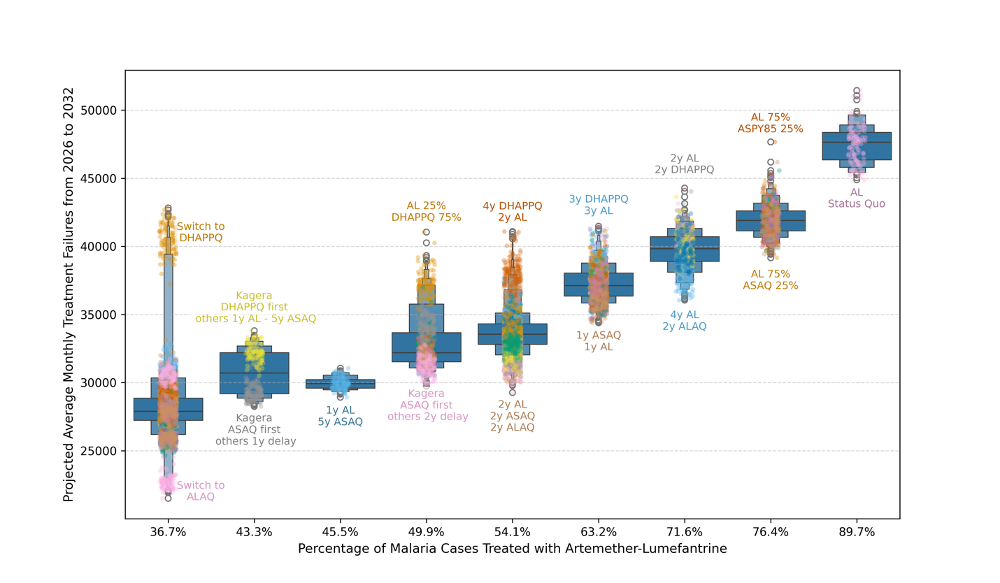 Projected Average Monthly Treatment Failures from 2026 to 2032
50000
45000
40000
35000
30000
25000
Switch to
DHAPPQ
Switch to
ALAQ
Kagera
DHAPPQ first
others 1y AL - 5y ASAQ
Kagera
ASAQ first
others 1y delay
1y AL
5y ASAQ
AL 25%
DHAPPQ 75%
Kagera
ASAQ first
others 2y delay
4y DHAPPQ
2y AL
2y AL
2y ASAQ
2y ALAQ
3y DHAPPQ
3y AL
1y ASAQ
1y AL
2y AL
2y DHAPPQ
4y AL
2y ALAQ
AL 75%
ASPY85 25%
AL 75%
ASAQ 25%
AL
Status Quo
36.7%
43.3%
45.5%
49.9%
54.1%
63.2%
71.6%
76.4%
89.7%
Percentage of Malaria Cases Treated with Artemether-Lumefantrine